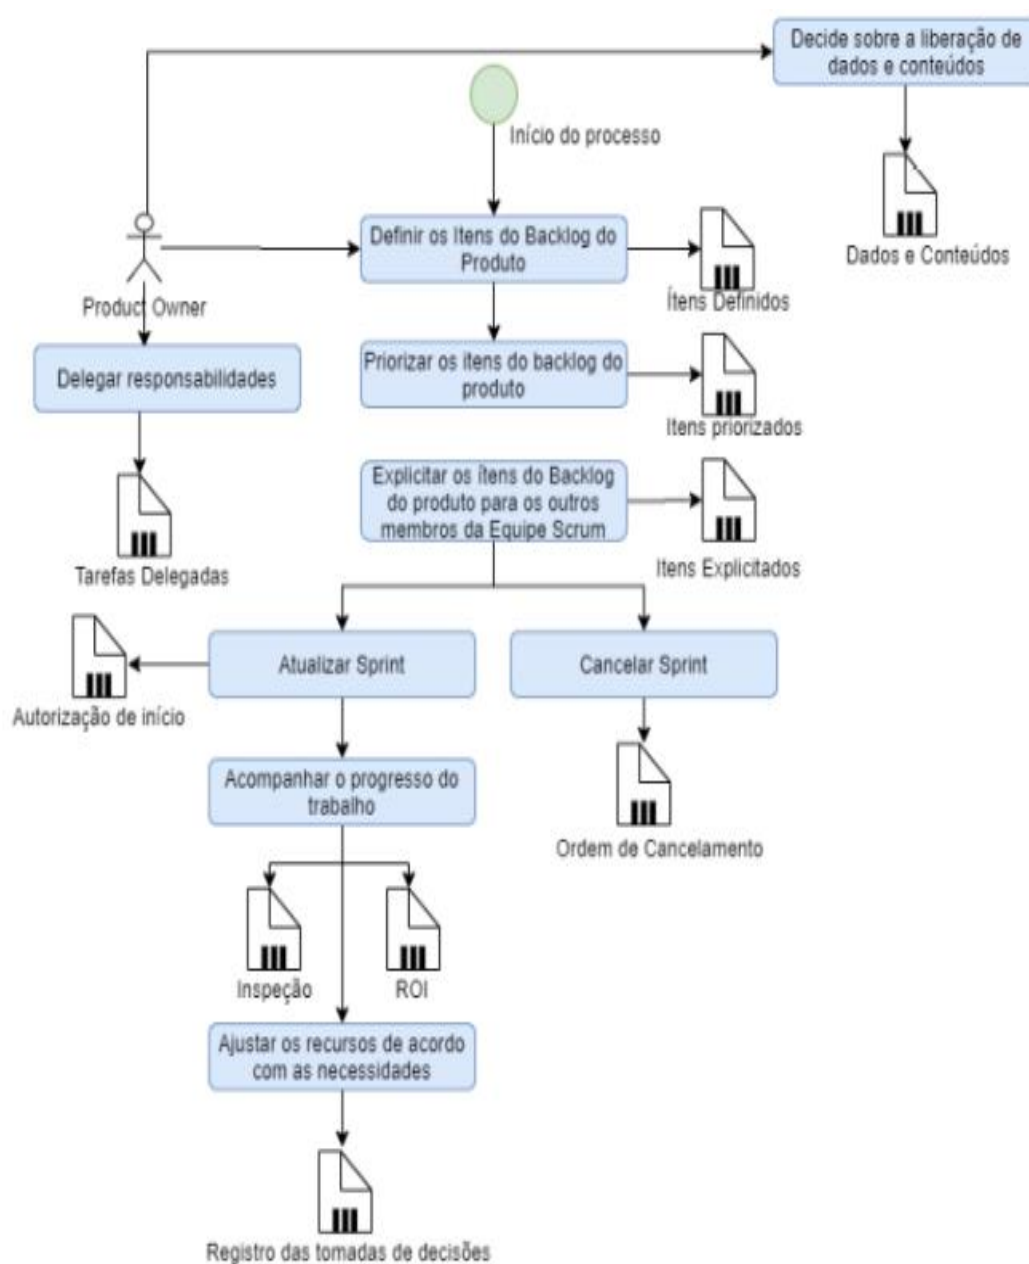 Decide sobre a liberação de
dados e conteúdos
Início do processo
Definir os Itens do Backlog do
Produto
Dados e Conteúdos
Ítens Definidos
Product Owner
Delegar responsabilidades
Priorizar os itens do backlog do
produto
Itens priorizados
Explicitar os ítens do Backlog
do produto para os outros
membros da Equipe Scrum
Itens Explicitados
Tarefas Delegadas
Atualizar Sprint
Cancelar Sprint
Autorização de início
Acompanhar o progresso do
trabalho
Ordem de Cancelamento
Inspeção
ROI
Ajustar os recursos de acordo
com as necessidades
Registro das tomadas de decisões